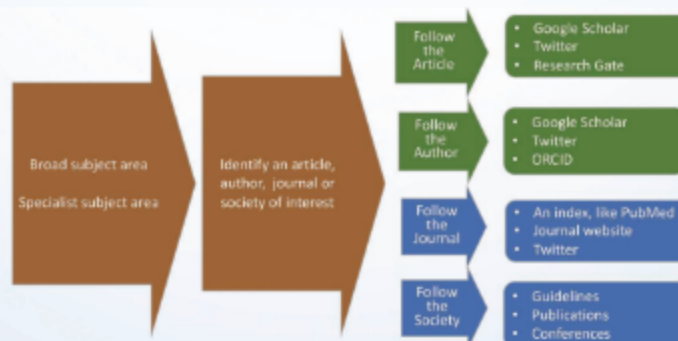 Broad subject area
Specialist subject area
Identify an article,
author, journal or
society of interest
Follow
the
Article
• Google Scholar
• Twitter
• Research Gate
Follow
the
Author
• Google Scholar
• Twitter
• ORCID
Follow
the
Journal
• An index, like PubMed
• Journal website
• Twitter
Follow
the
Society
• Guidelines
• Publications
• Conferences